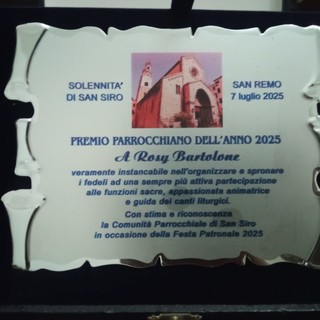 SOLENNITA' DI SAN SIRO
SAN REMO
7 luglio 2025
PREMIO PARROCCHIANO DELL'ANNO 2025
A Rosy Bartolone
veramente instancabile nell'organizzare e spronare
i fedeli ad una sempre più attiva partecipazione
alle funzioni sacre, appassionata animatrice
e guida dei canti liturgici.
Con stima e riconoscenza
la Comunità Parrocchiale di San Siro
in occasione della Festa Patronale 2025